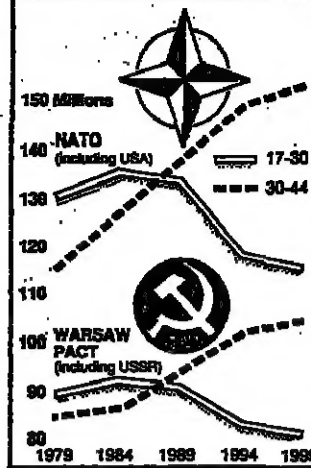 150 Millions
NATO
(including USA)
17-30
30-44
140
130
120
110
100
WARSAW
PACT
(including USSR)
90
80
1979 1984 1989 1994 1999